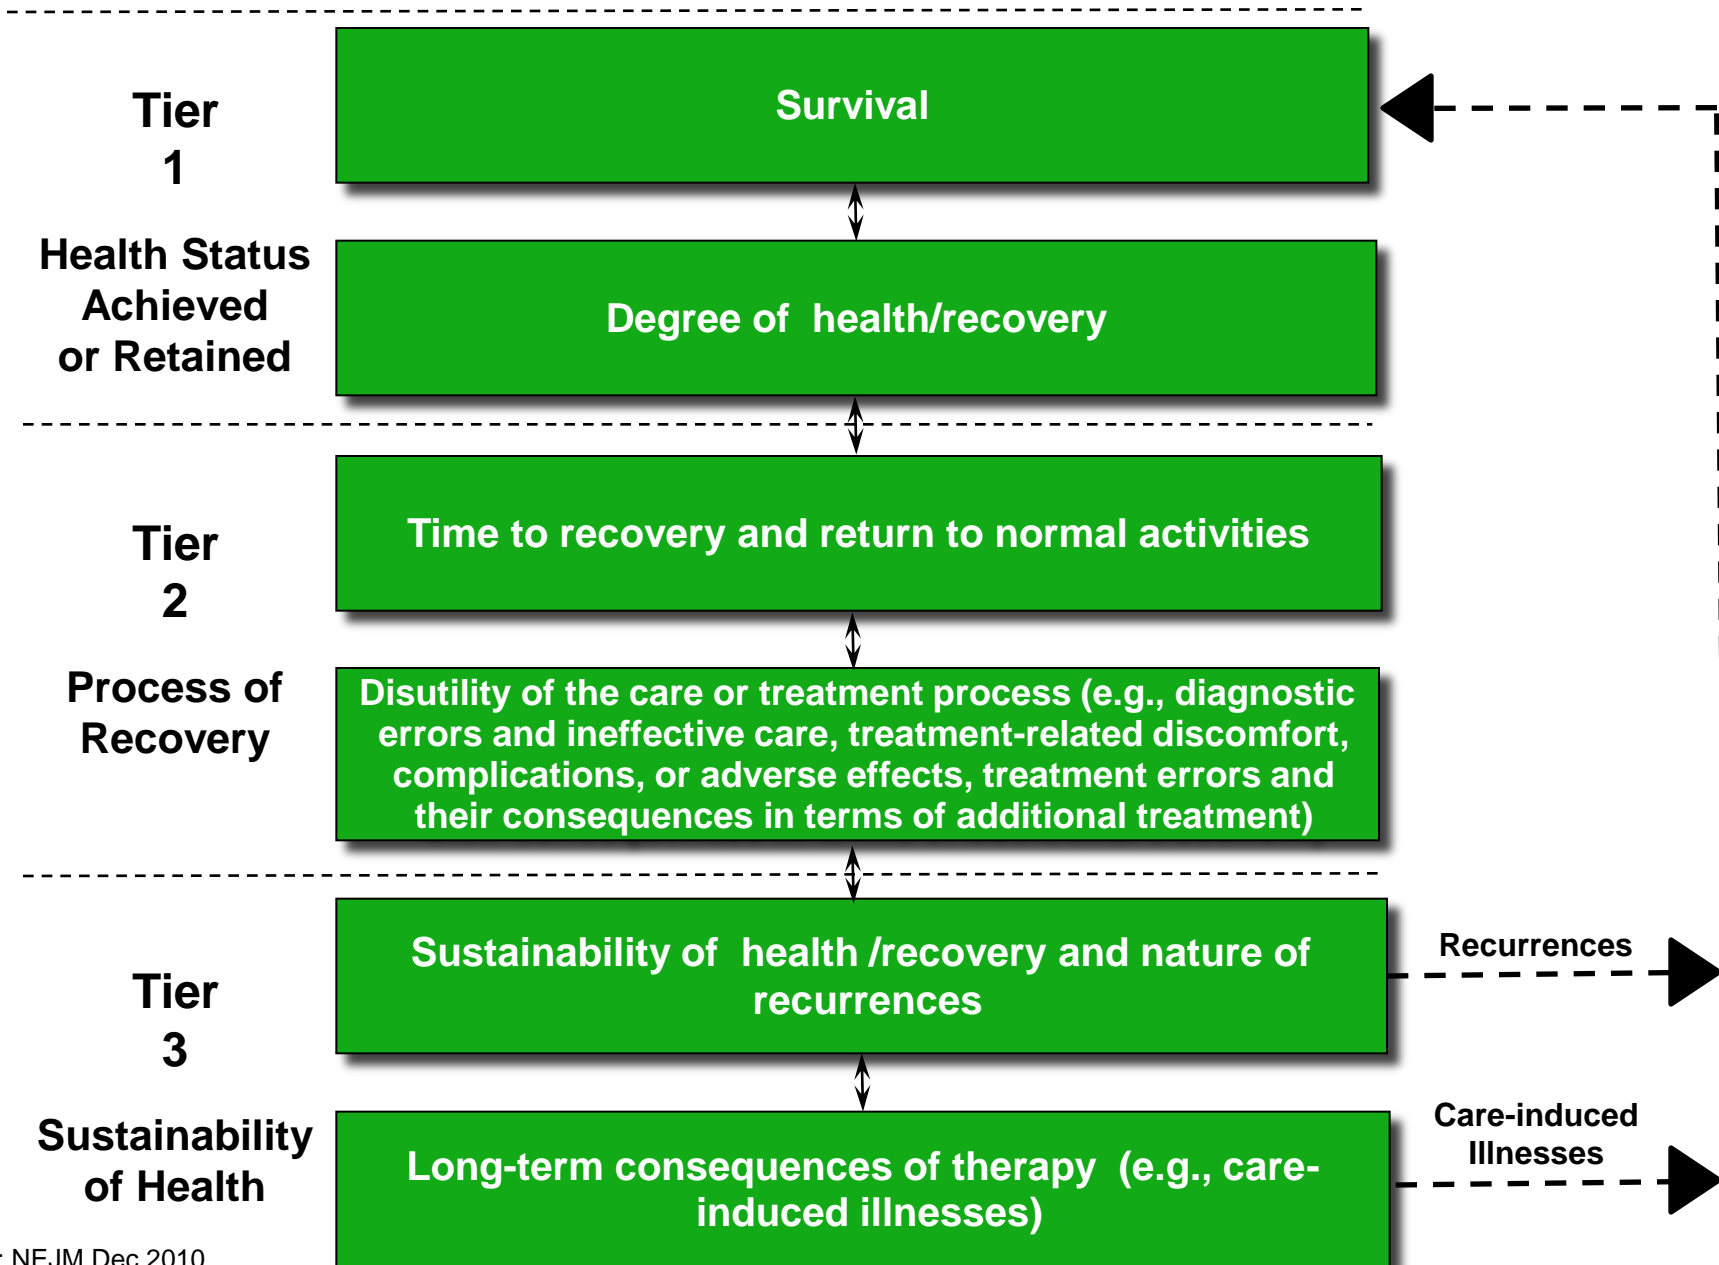 Tier
1
Survival
Health Status
Achieved
or Retained
Degree of health/recovery
Tier
2
Time to recovery and return to normal activities
Process of
Recovery
Disutility of the care or treatment process (e.g., diagnostic
errors and ineffective care, treatment-related discomfort,
complications, or adverse effects, treatment errors and
their consequences in terms of additional treatment)
Tier
3
Sustainability of health /recovery and nature of
recurrences
Recurrences
Sustainability
of Health
Long-term consequences of therapy (e.g., care-
induced illnesses)
Care-induced
Illnesses
: NEJM Dec 2010